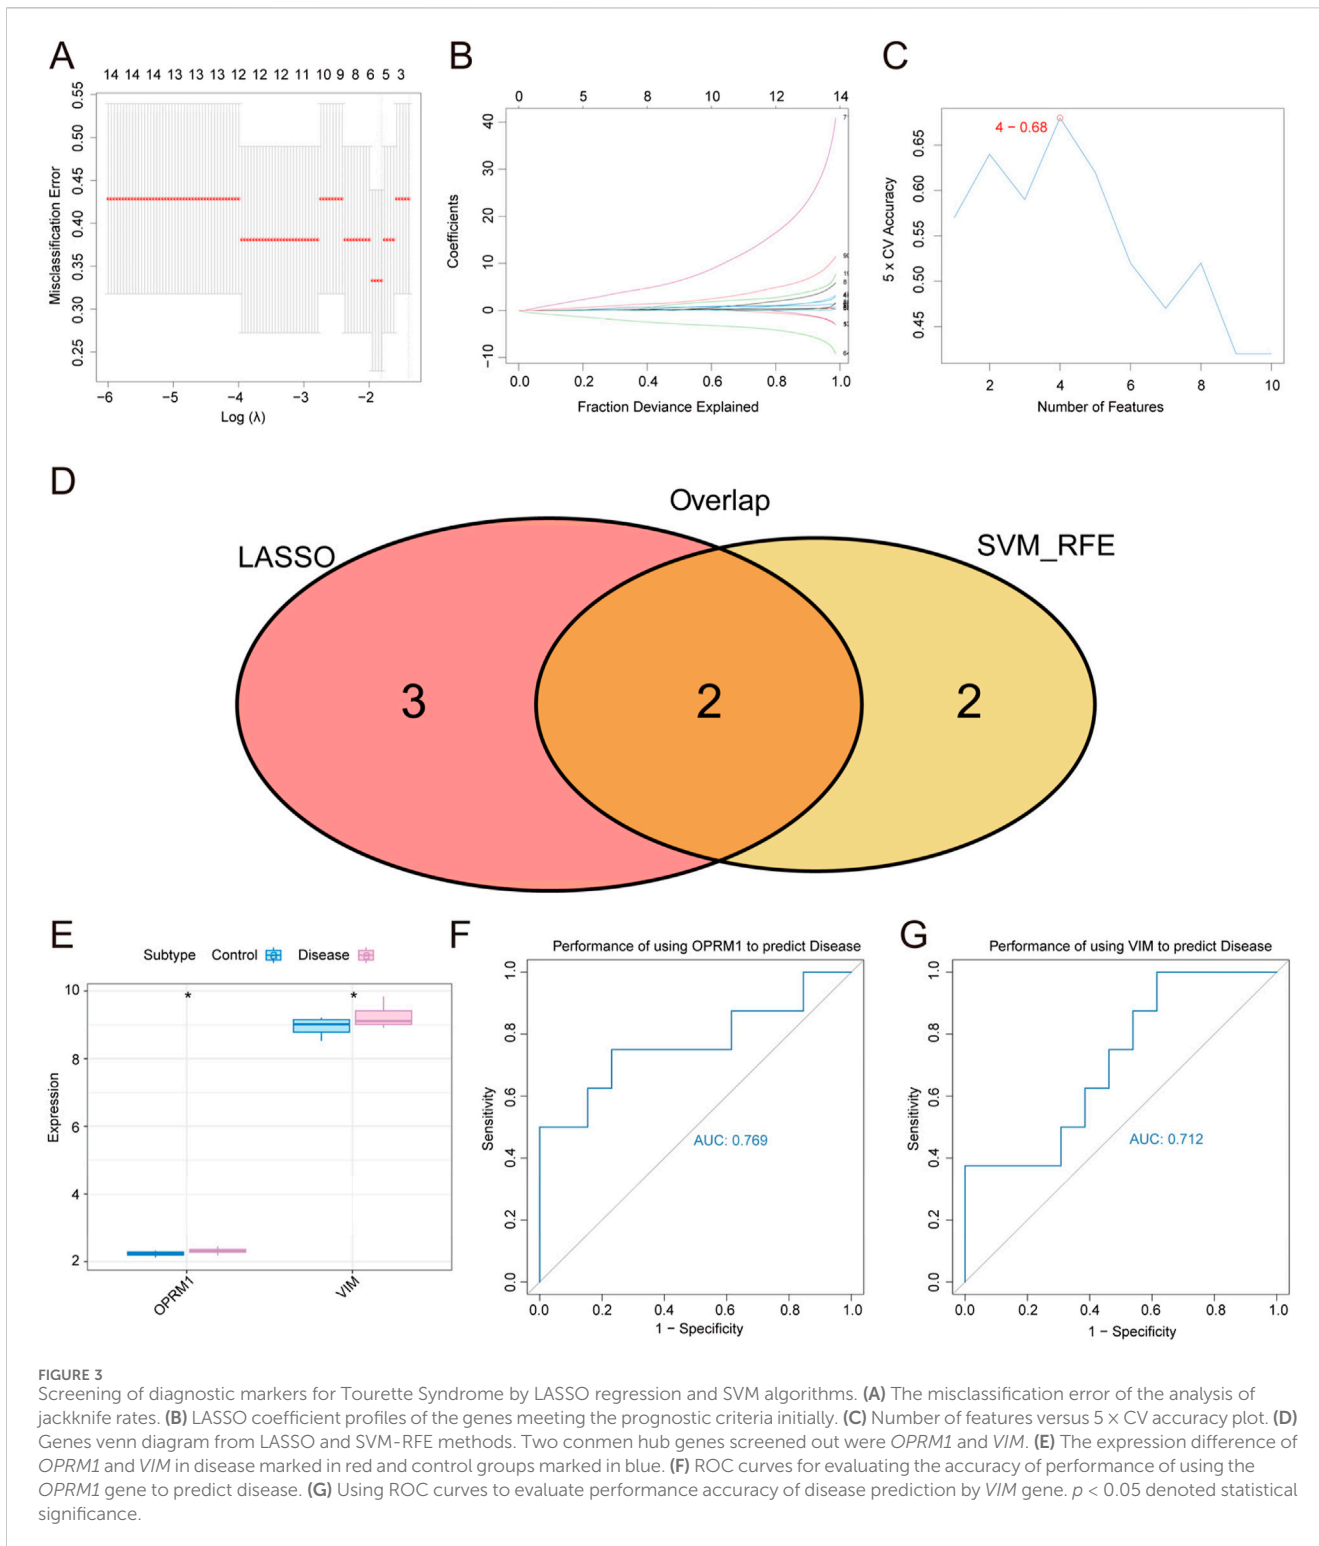 A
14 14 14 13 13 13 12 12 12 11 10 9 8 6 5 3
Misclassification Error
0.55
0.50
0.45
0.40
0.35
0.30
0.25
−6 −5 −4 −3 −2
Log (λ)
B
0 5 8 10 12 14
Coefficients
40
30
20
10
0
−10
0.0 0.2 0.4 0.6 0.8 1.0
Fraction Deviance Explained
C
4 − 0.68
5 x CV Accuracy
0.65
0.60
0.55
0.50
0.45
2 4 6 8 10
Number of Features
D
Overlap
LASSO
SVM_RFE
3 2 2
E
Subtype Control Disease
Expression
10
8
6
4
2
* *
OPRM1 VIM
F
Performance of using OPRM1 to predict Disease
Sensitivity
1.0
0.8
0.6
0.4
0.2
0.0
AUC: 0.769
0.0 0.2 0.4 0.6 0.8 1.0
1 − Specificity
G
Performance of using VIM to predict Disease
Sensitivity
1.0
0.8
0.6
0.4
0.2
0.0
AUC: 0.712
0.0 0.2 0.4 0.6 0.8 1.0
1 − Specificity
FIGURE 3
Screening of diagnostic markers for Tourette Syndrome by LASSO regression and SVM algorithms. (A) The misclassification error of the analysis of
jackknife rates. (B) LASSO coefficient profiles of the genes meeting the prognostic criteria initially. (C) Number of features versus 5 × CV accuracy plot. (D)
Genes venn diagram from LASSO and SVM-RFE methods. Two conmen hub genes screened out were OPRM1 and VIM. (E) The expression difference of
OPRM1 and VIM in disease marked in red and control groups marked in blue. (F) ROC curves for evaluating the accuracy of performance of using the
OPRM1 gene to predict disease. (G) Using ROC curves to evaluate performance accuracy of disease prediction by VIM gene. p < 0.05 denoted statistical
significance.